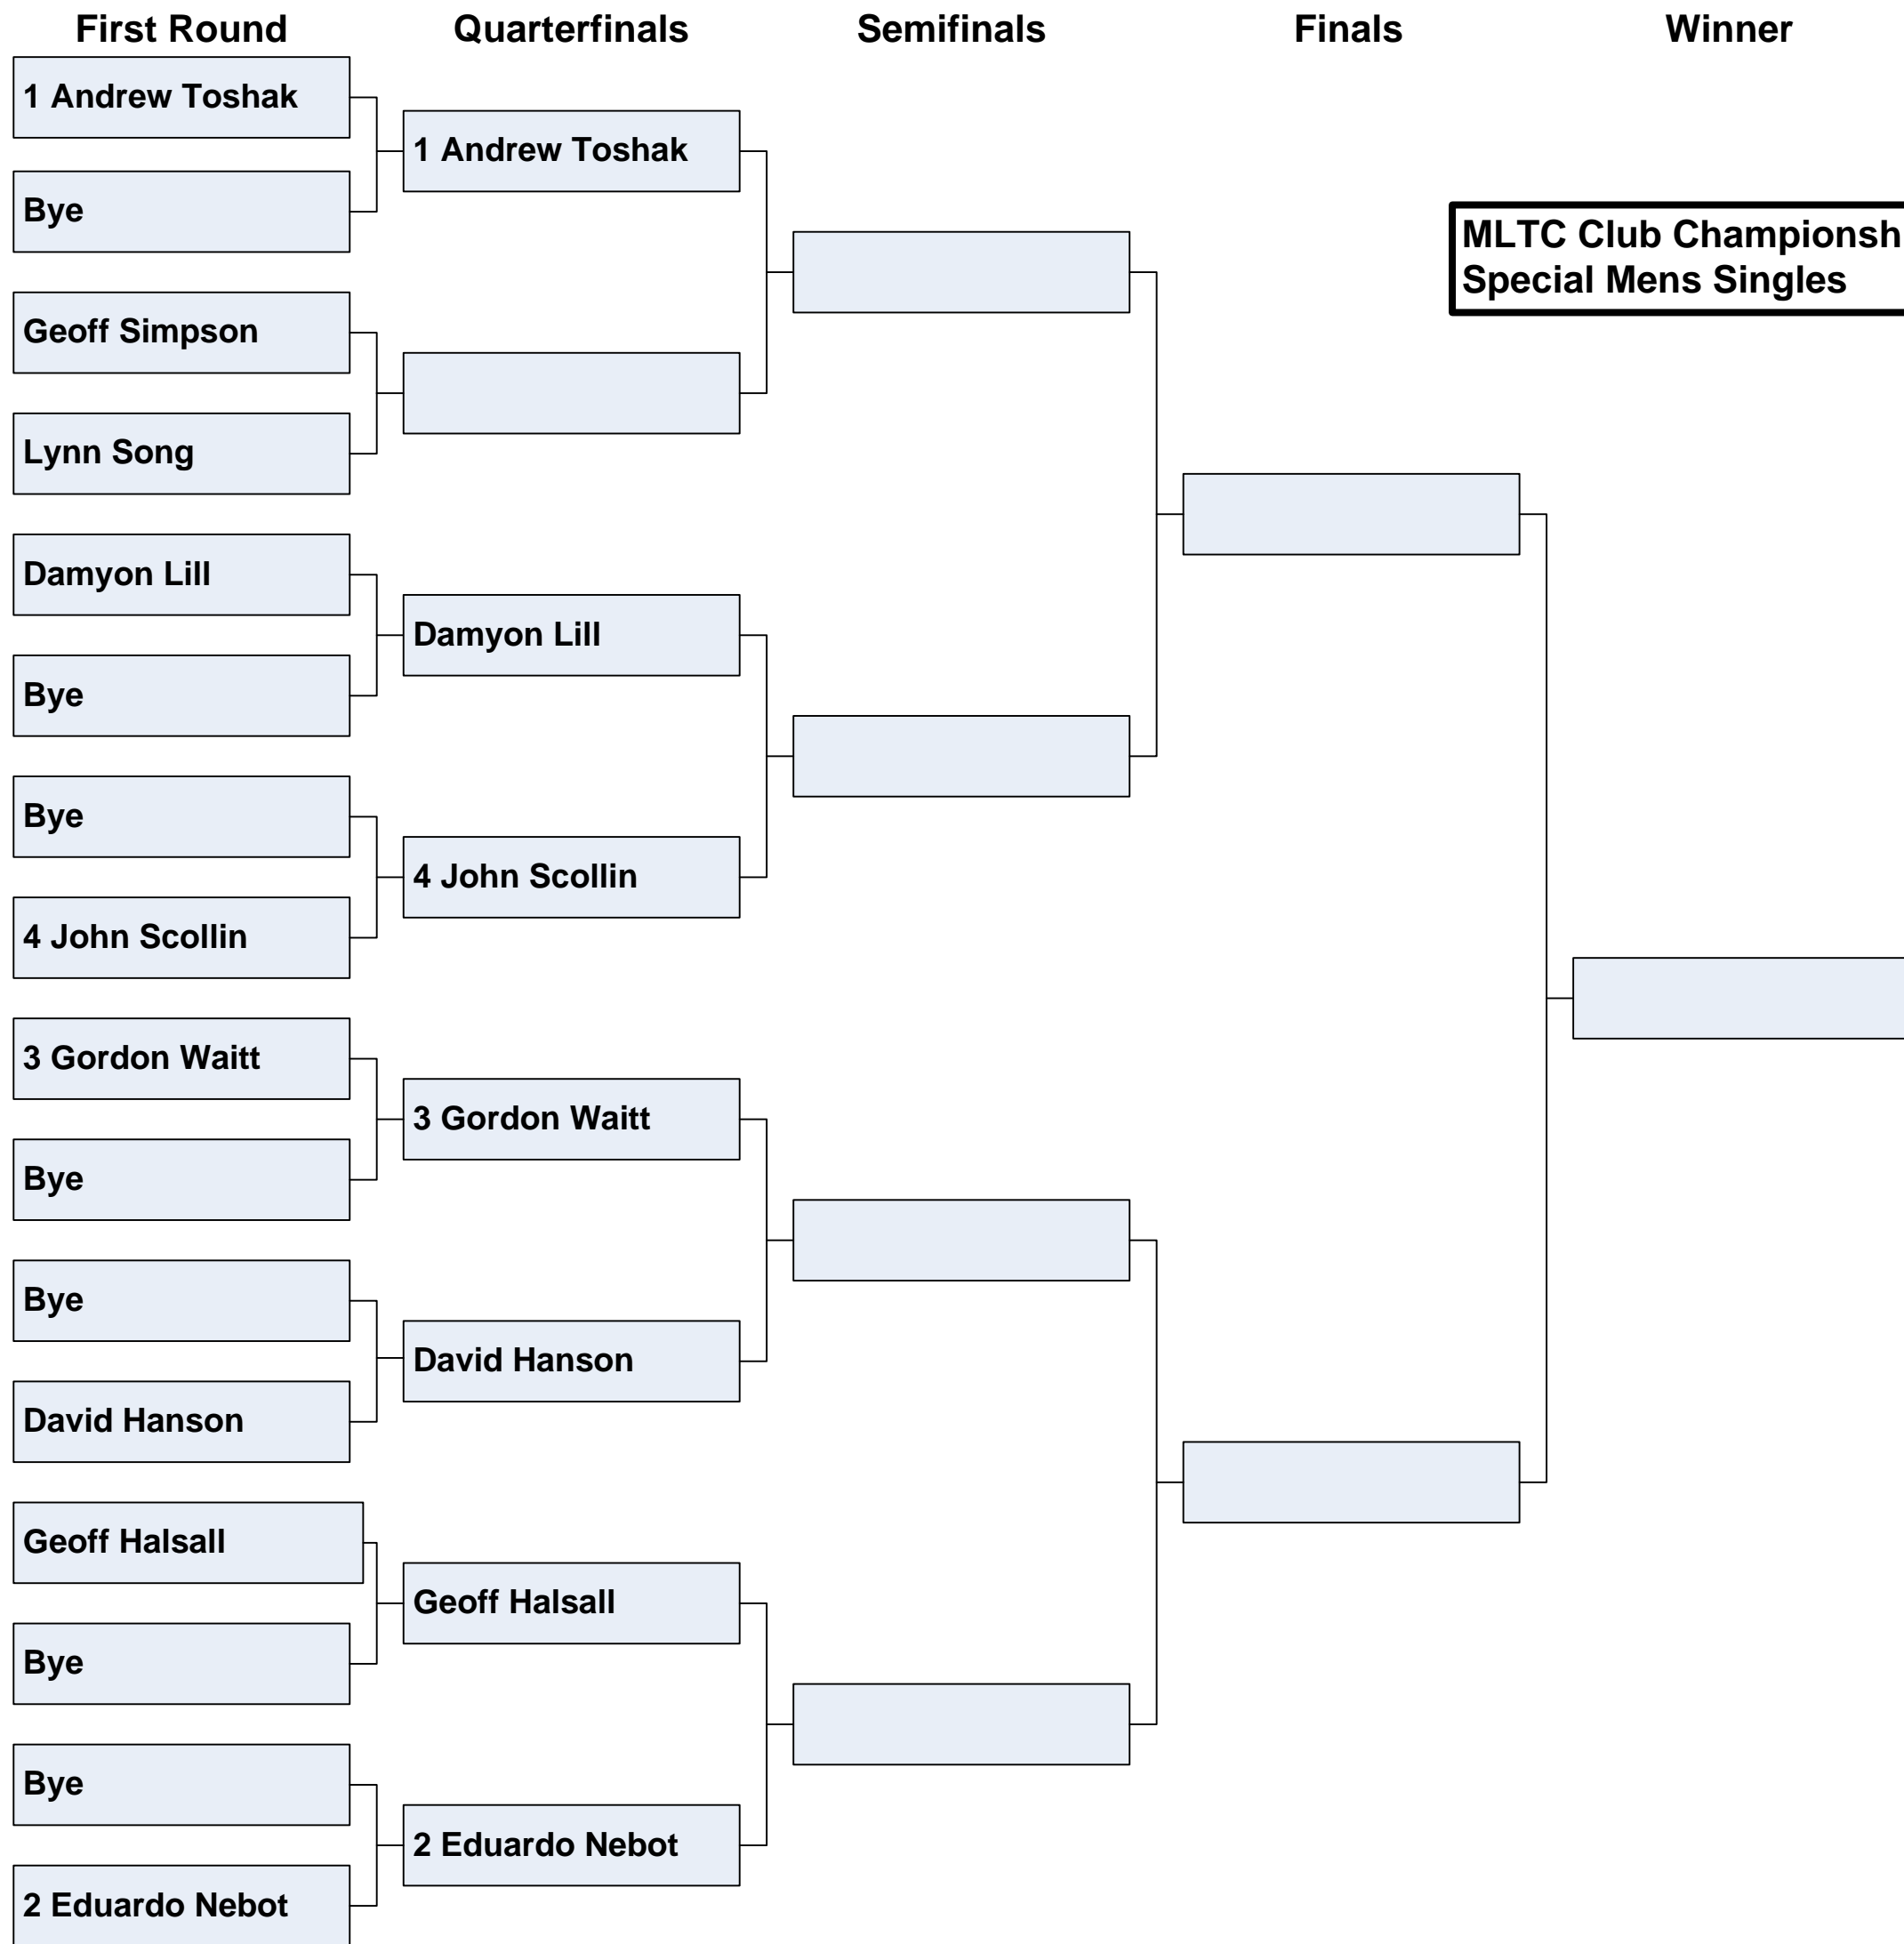 First Round
Quarterfinals
Semifinals
Finals
Winner
1 Andrew Toshak
Bye
Geoff Simpson
Lynn Song
Damyon Lill
Bye
Bye
4 John Scollin
3 Gordon Waitt
Bye
Bye
David Hanson
Geoff Halsall
Bye
Bye
2 Eduardo Nebot
1 Andrew Toshak
Damyon Lill
4 John Scollin
3 Gordon Waitt
David Hanson
Geoff Halsall
2 Eduardo Nebot
MLTC Club Championsh
Special Mens Singles